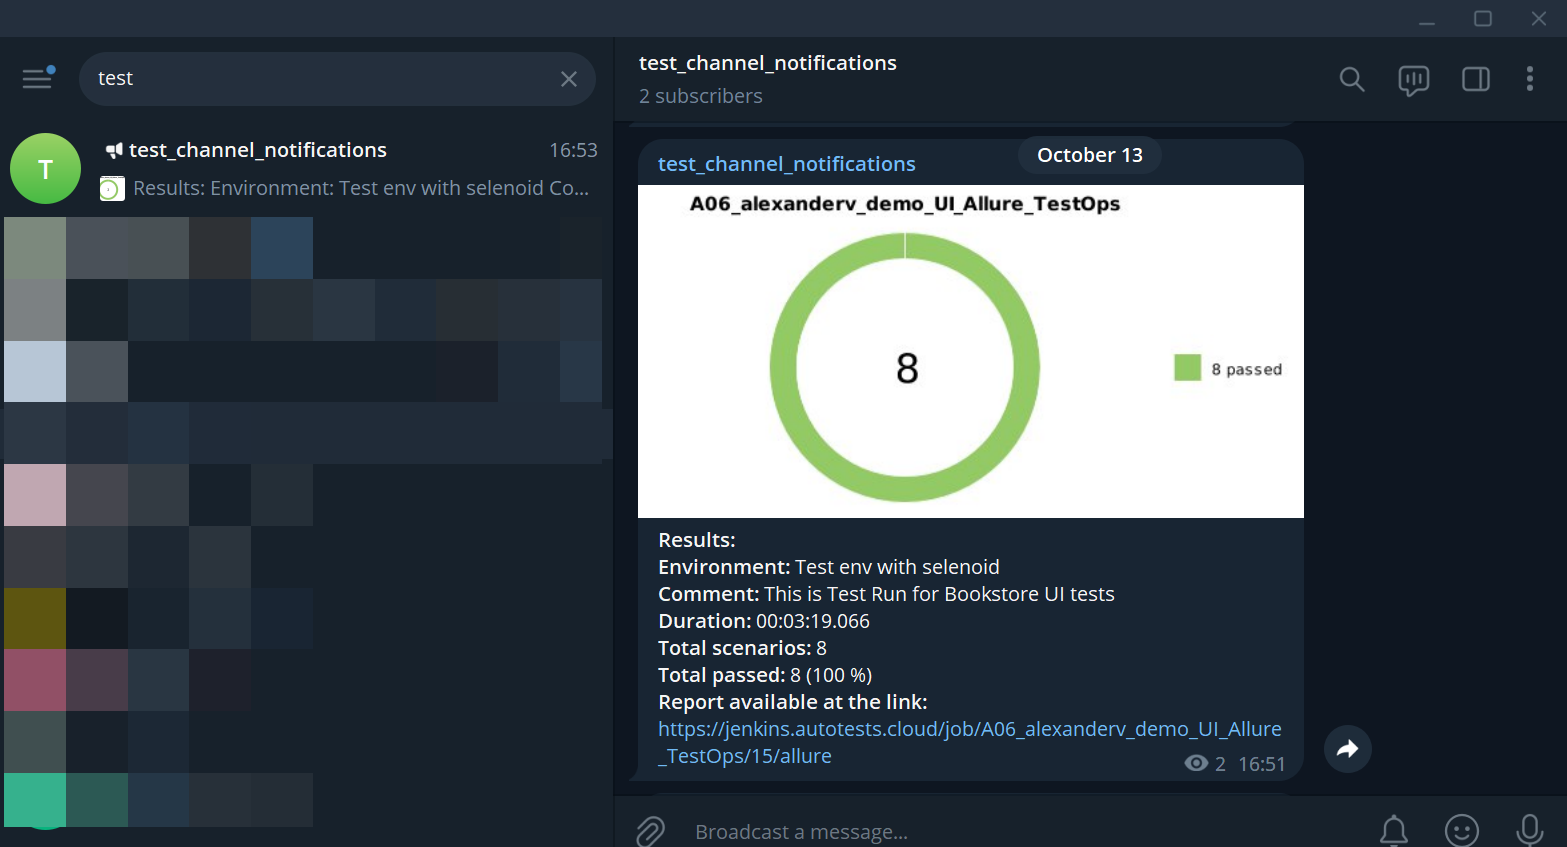 test
T
test_channel_notifications
16:53
Results: Environment: Test env with selenoid Co...
test_channel_notifications
2 subscribers
test_channel_notifications
October 13
A06_alexanderv_demo_UI_Allure_TestOps
8
8 passed
Results:
Environment: Test env with selenoid
Comment: This is Test Run for Bookstore UI tests
Duration: 00:03:19.066
Total scenarios: 8
Total passed: 8 (100 %)
Report available at the link:
https://jenkins.autotests.cloud/job/A06_alexanderv_demo_UI_Allure
_TestOps/15/allure
2 16:51
Broadcast a message...